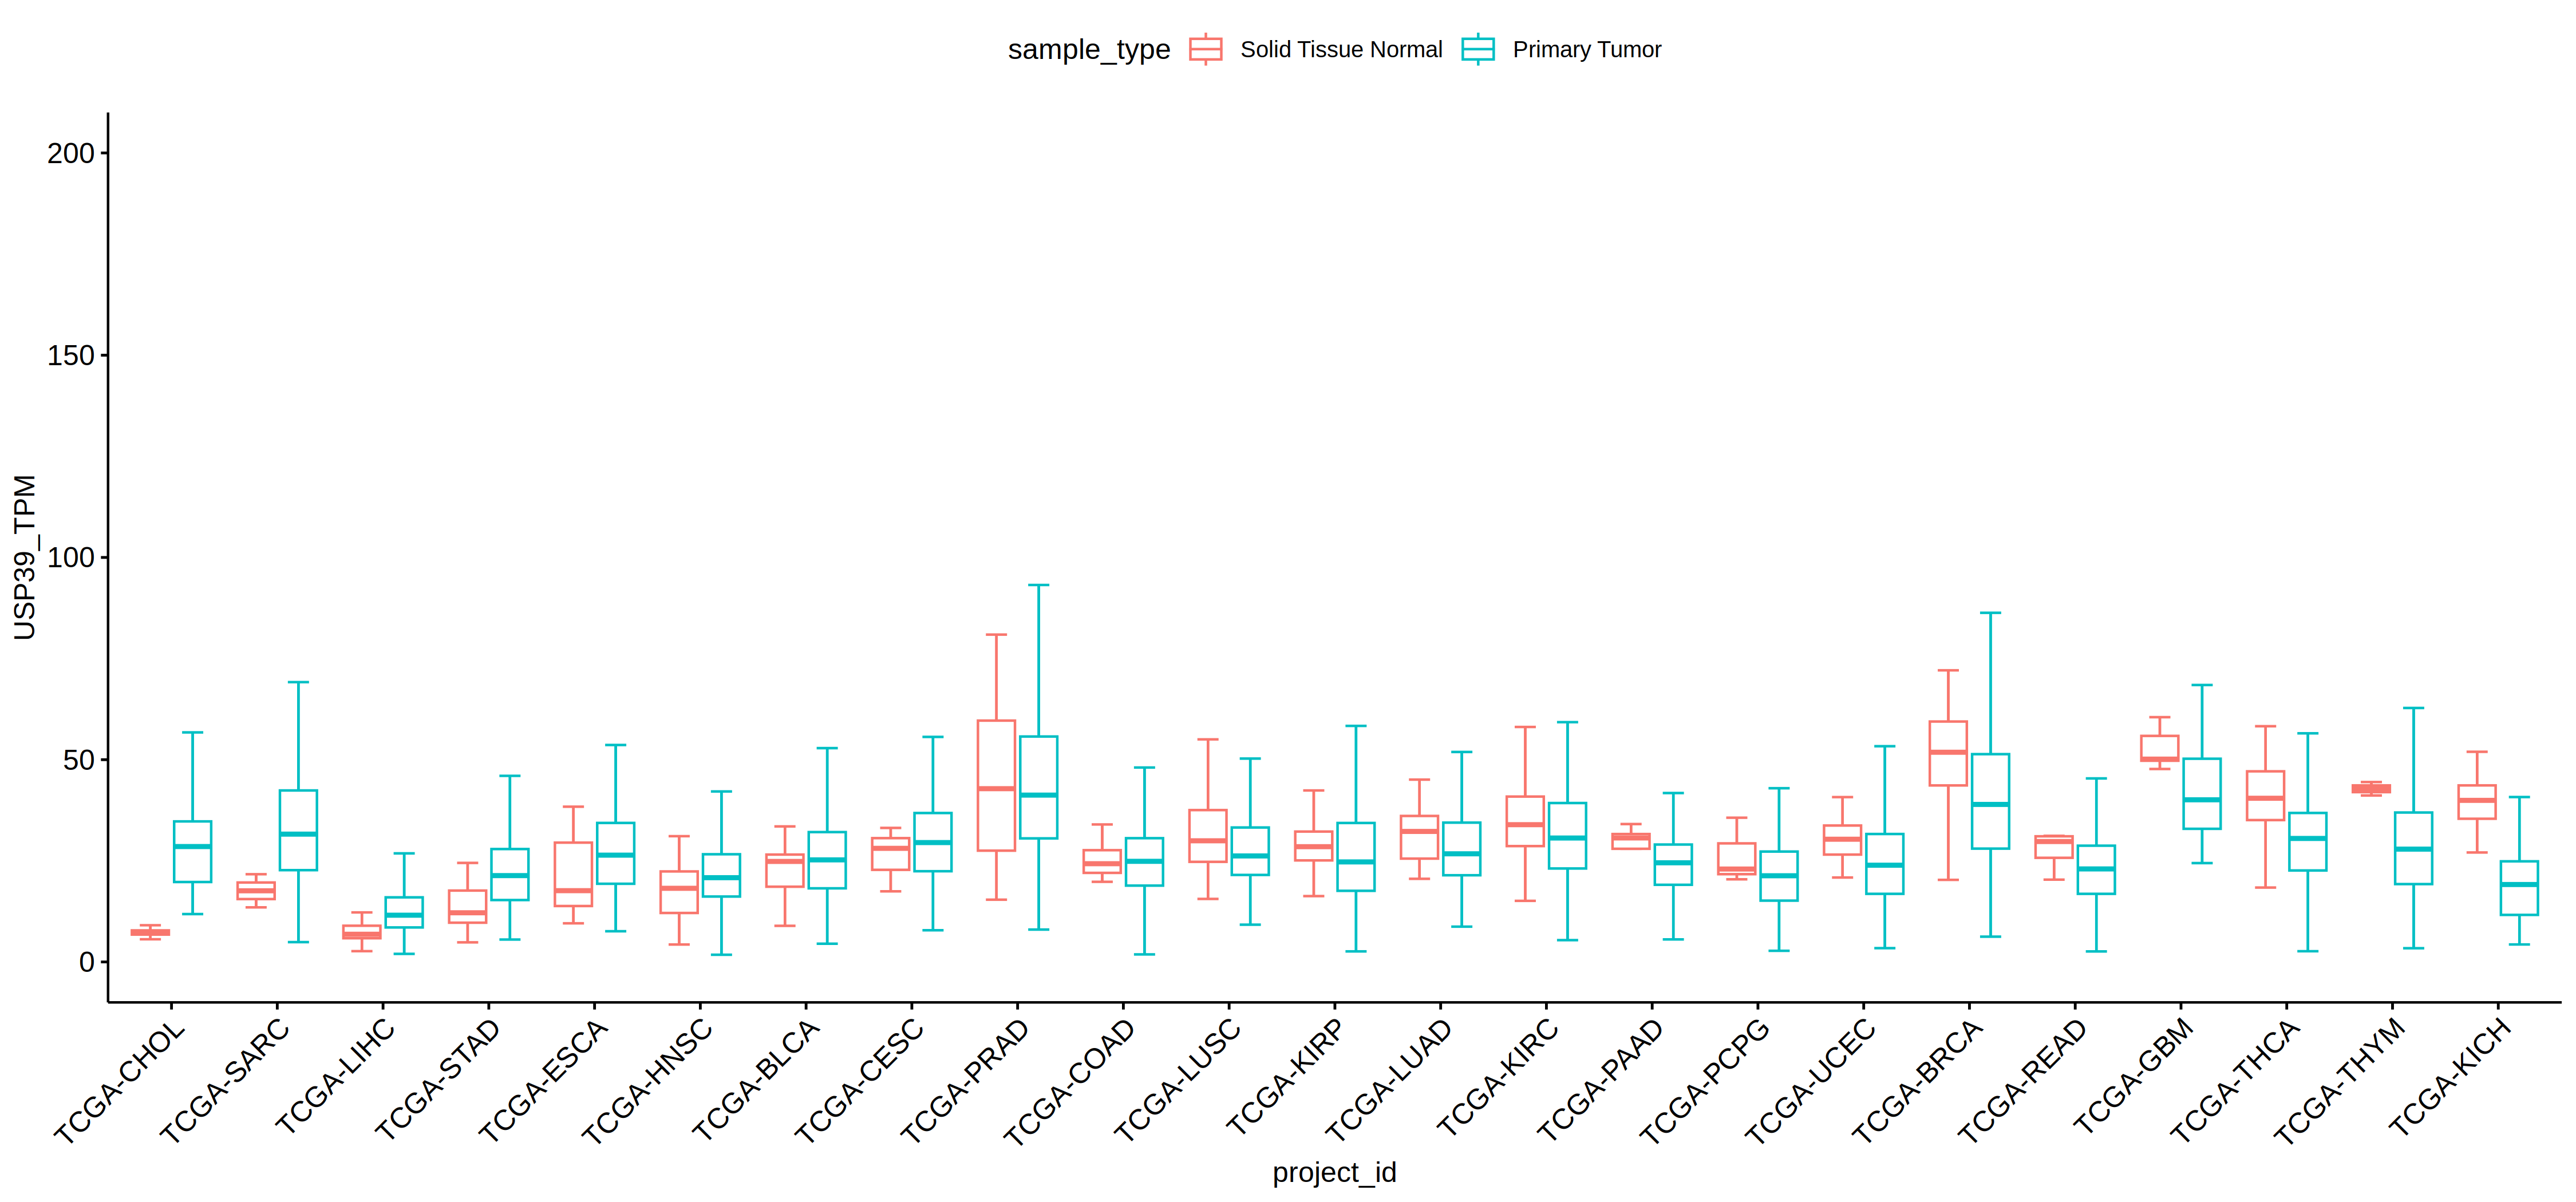 sample_type Solid Tissue Normal Primary Tumor
200
150
100
50
0
USP39_TPM
TCGA-CHOL
TCGA-SARC
TCGA-LIHC
TCGA-STAD
TCGA-ESCA
TCGA-HNSC
TCGA-BLCA
TCGA-CESC
TCGA-PRAD
TCGA-COAD
TCGA-LUSC
TCGA-KIRP
TCGA-LUAD
TCGA-KIRC
TCGA-PAAD
TCGA-PCPG
TCGA-UCEC
TCGA-BRCA
TCGA-READ
TCGA-GBM
TCGA-THCA
TCGA-THYM
TCGA-KICH
project_id